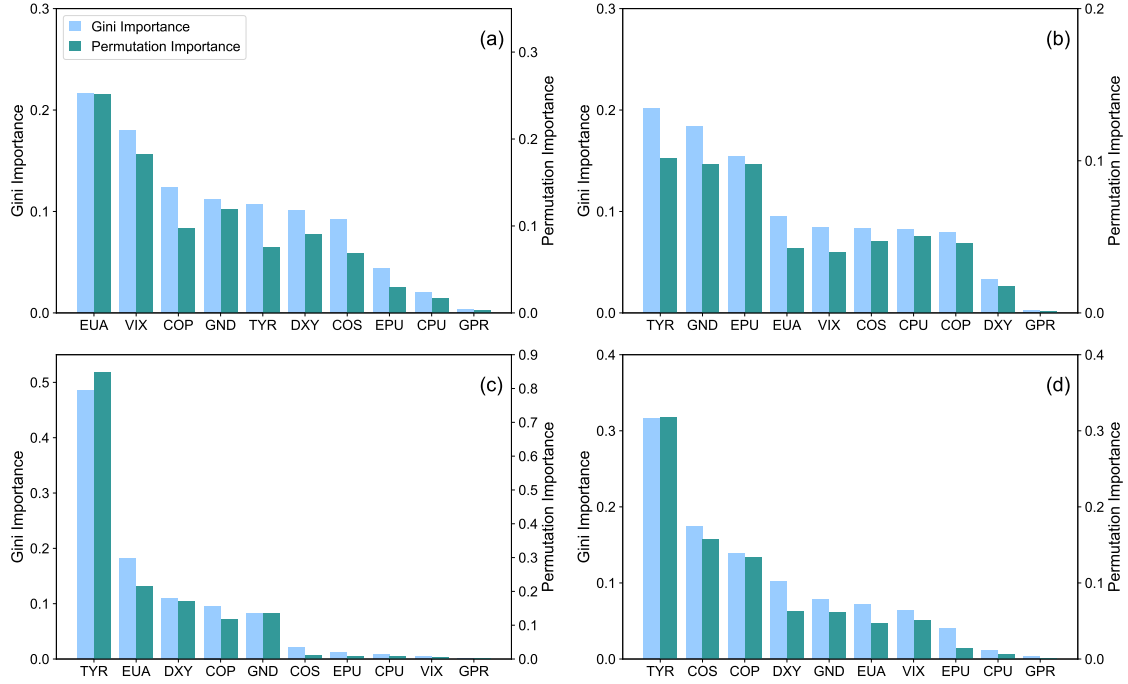 Gini Importance
Permutation Importance
(a)
0.3
0.2
0.1
0.0
Gini Importance
0.3
0.2
0.1
0.0
Permutation Importance
EUA VIX COP GND TYR DXY COS EPU CPU GPR
(b)
0.3
0.2
0.1
0.0
Gini Importance
0.2
0.1
0.0
Permutation Importance
TYR GND EPU EUA VIX COS CPU COP DXY GPR
(c)
0.5
0.4
0.3
0.2
0.1
0.0
Gini Importance
0.9
0.8
0.7
0.6
0.5
0.4
0.3
0.2
0.1
0.0
Permutation Importance
TYR EUA DXY COP GND COS EPU CPU VIX GPR
(d)
0.4
0.3
0.2
0.1
0.0
Gini Importance
0.4
0.3
0.2
0.1
0.0
Permutation Importance
TYR COS COP DXY GND EUA VIX EPU CPU GPR